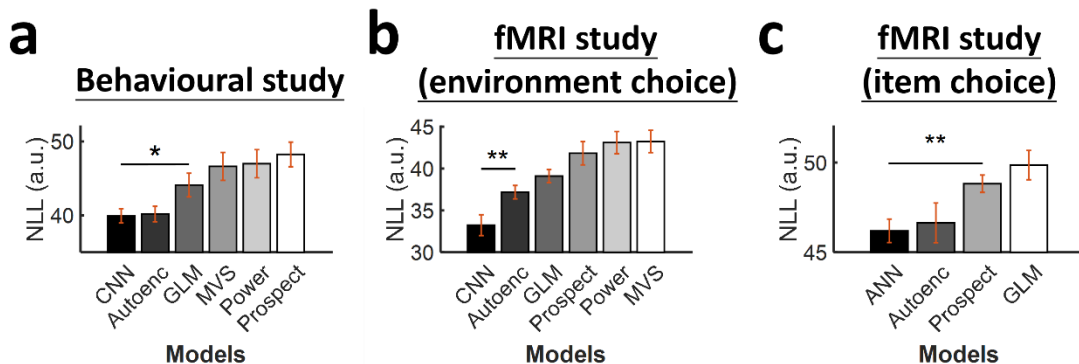 a
Behavioural study
NLL (a.u.)
50
40
*
CNN
Autoenc
GLM
MVS
Power
Prospect
Models
b
fMRI study
(environment choice)
NLL (a.u.)
45
40
35
30
**
CNN
Autoenc
GLM
Prospect
Power
MVS
Models
c
fMRI study
(item choice)
NLL (a.u.)
50
45
**
ANN
Autoenc
Prospect
GLM
Models